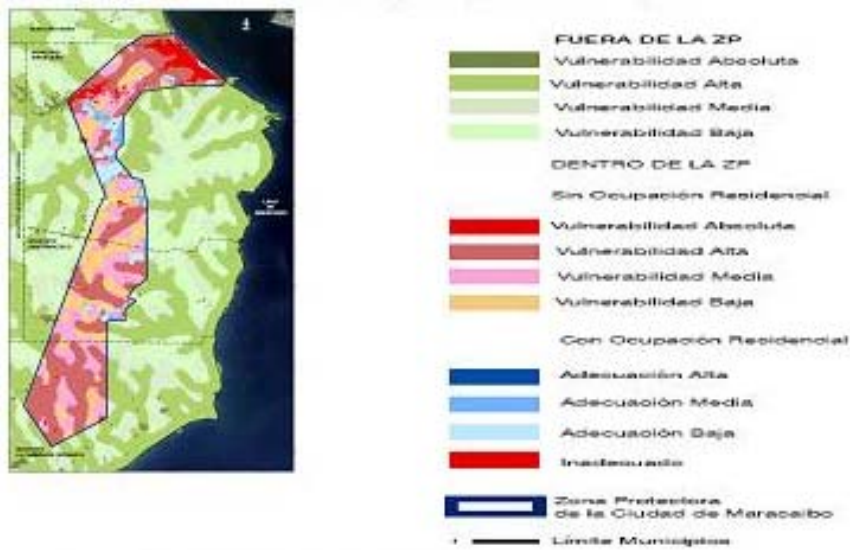 FUERA DE LA ZP
Vulnerabilidad Absoluta
Vulnerabilidad Alta
Vulnerabilidad Media
Vulnerabilidad Baja
DENTRO DE LA ZP
Sin Ocupación Residencial
Vulnerabilidad Absoluta
Vulnerabilidad Alta
Vulnerabilidad Media
Vulnerabilidad Baja
Con Ocupación Residencial
Adecuación Alta
Adecuación Media
Adecuación Baja
Inadecuado
Zona Protectora
de la Ciudad de Maracaibo
Límite Municipios